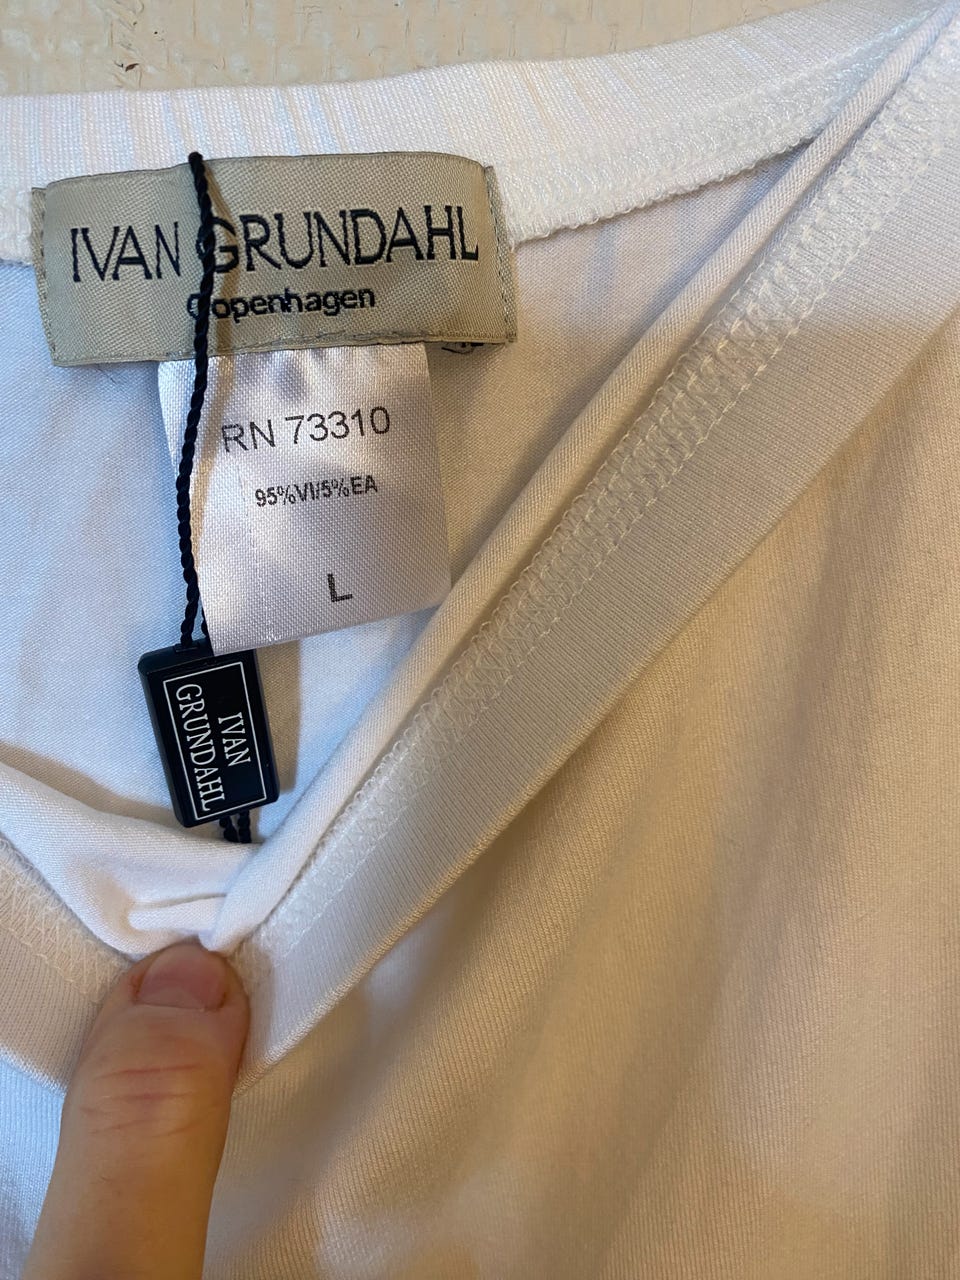 IVAN GRUNDAHL
Copenhagen
RN 73310
95%VI/5%EA
L
IVAN
GRUNDAHL